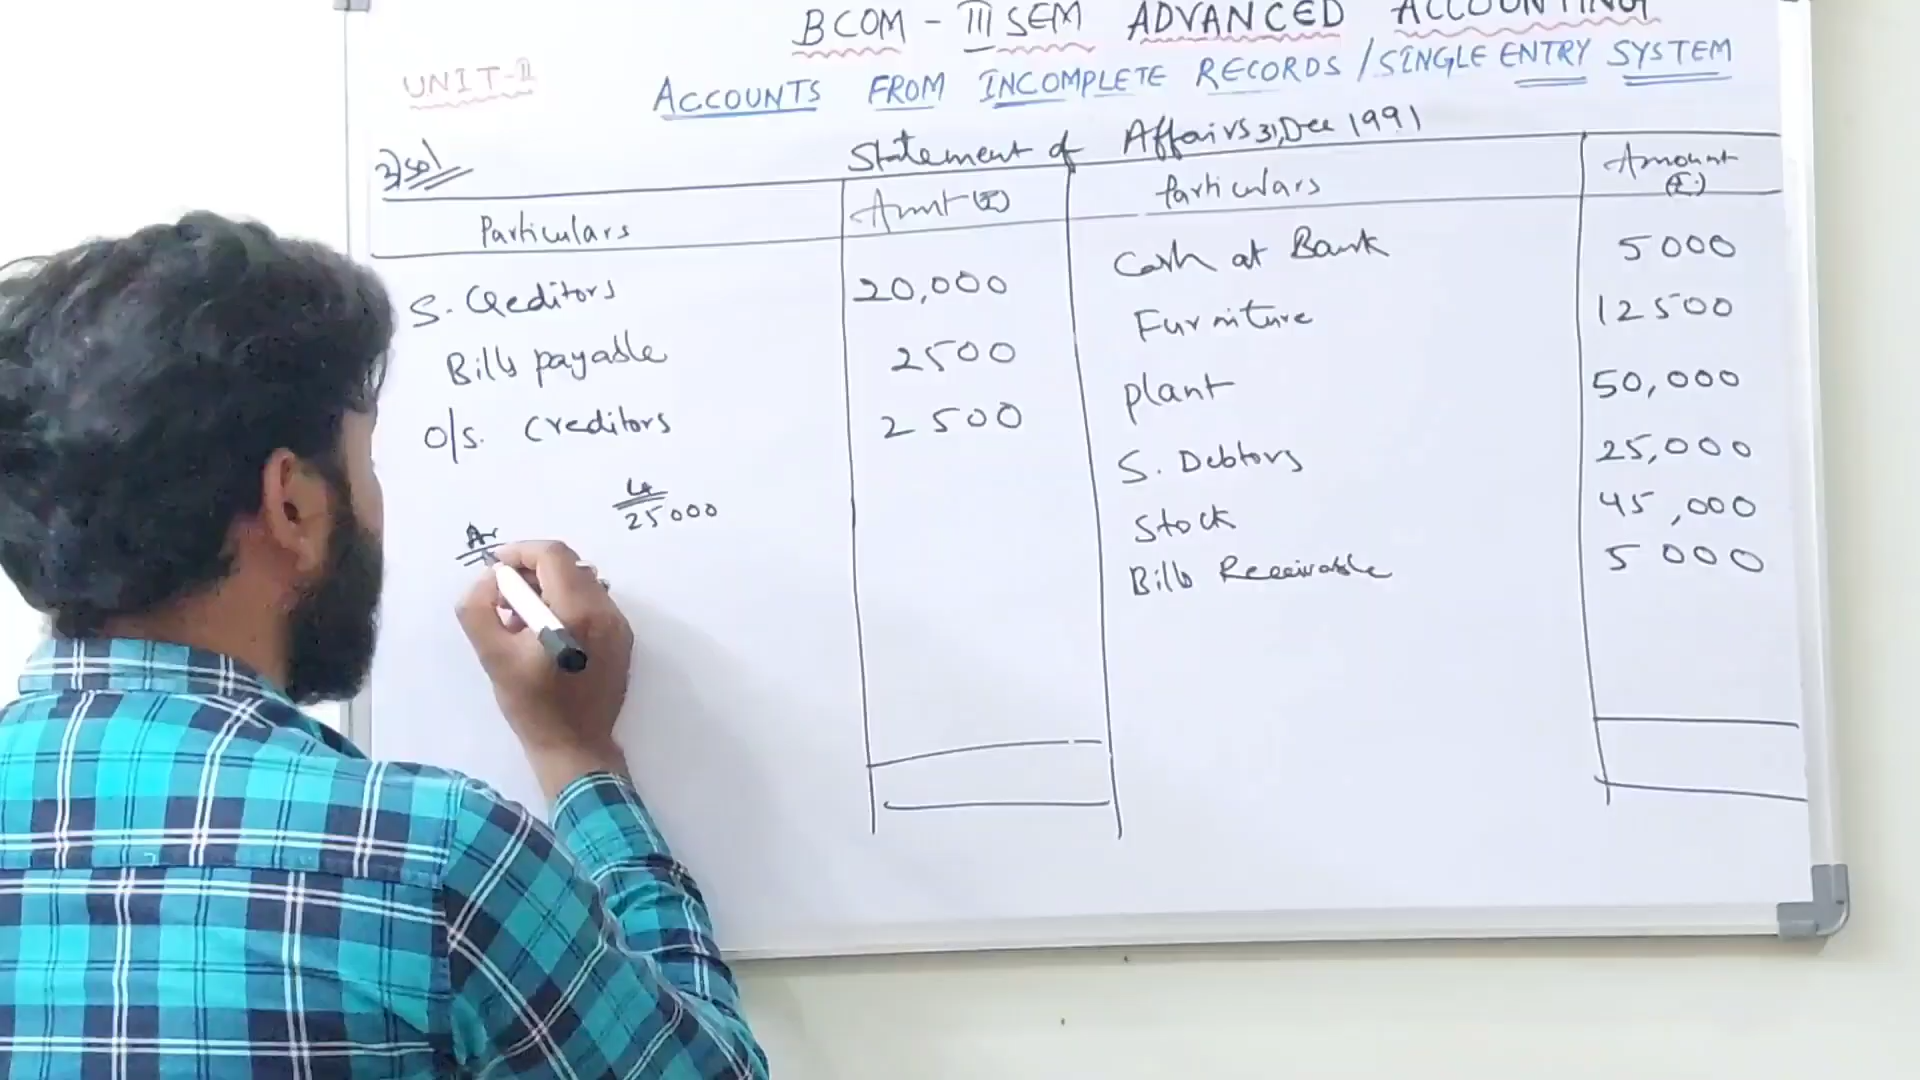 BCOM - III SEM ADVANCED ACCOUNTING
UNIT-II
ACCOUNTS FROM INCOMPLETE RECORDS / SINGLE ENTRY SYSTEM
Statement of Affairs 31, Dec 1991
2) sol
Particulars Amnt (₹) Particulars Amount (₹)
S. Creditors 20,000 Cash at Bank 5000
Bills payable 2500 Furniture 12500
o/s. creditors 2500 plant 50,000
S. Debtors 25,000
25000 Stock 45,000
Bills Receivable 5000